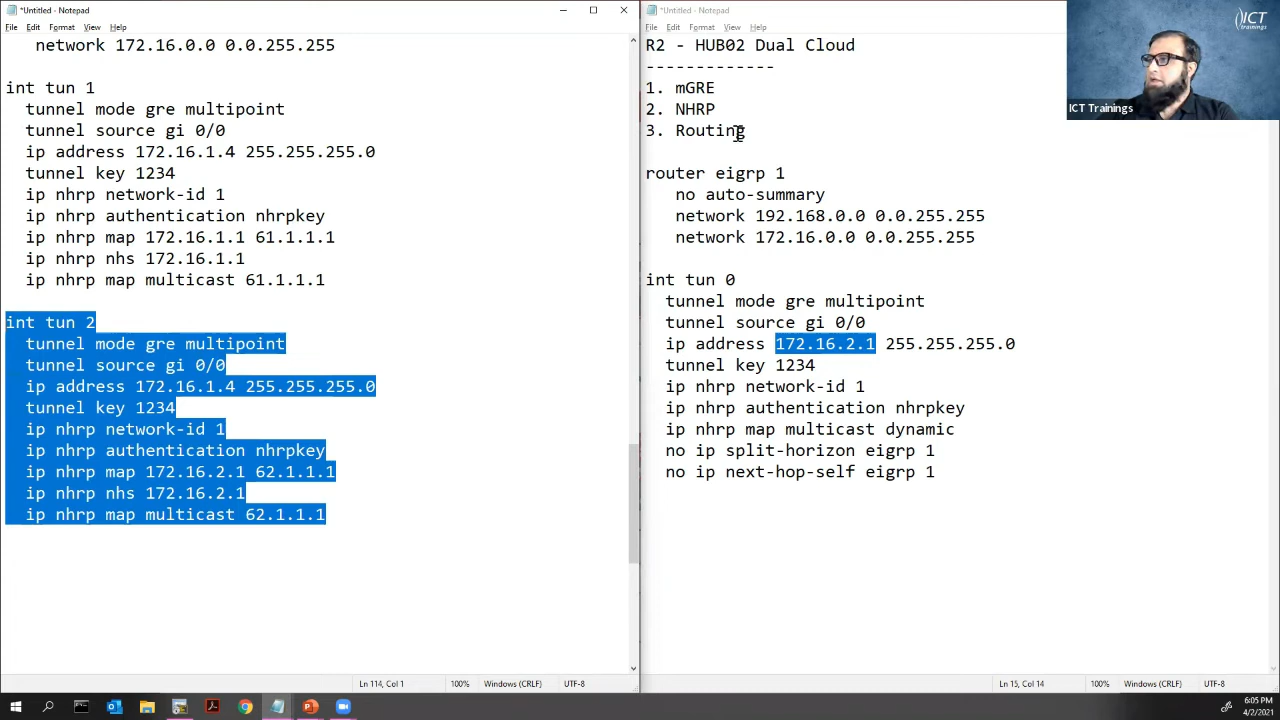 *Untitled - Notepad
File Edit Format View Help
network 172.16.0.0 0.0.255.255
int tun 1
tunnel mode gre multipoint
tunnel source gi 0/0
ip address 172.16.1.4 255.255.255.0
tunnel key 1234
ip nhrp network-id 1
ip nhrp authentication nhrpkey
ip nhrp map 172.16.1.1 61.1.1.1
ip nhrp nhs 172.16.1.1
ip nhrp map multicast 61.1.1.1
int tun 2
tunnel mode gre multipoint
tunnel source gi 0/0
ip address 172.16.1.4 255.255.255.0
tunnel key 1234
ip nhrp network-id 1
ip nhrp authentication nhrpkey
ip nhrp map 172.16.2.1 62.1.1.1
ip nhrp nhs 172.16.2.1
ip nhrp map multicast 62.1.1.1
Ln 114, Col 1 100% Windows (CRLF) UTF-8
*Untitled - Notepad
File Edit Format View Help
R2 - HUB02 Dual Cloud
-------------
1. mGRE
2. NHRP
3. Routing
router eigrp 1
no auto-summary
network 192.168.0.0 0.0.255.255
network 172.16.0.0 0.0.255.255
int tun 0
tunnel mode gre multipoint
tunnel source gi 0/0
ip address 172.16.2.1 255.255.255.0
tunnel key 1234
ip nhrp network-id 1
ip nhrp authentication nhrpkey
ip nhrp map multicast dynamic
no ip split-horizon eigrp 1
no ip next-hop-self eigrp 1
Ln 15, Col 14 100% Windows (CRLF) UTF-8
ICT
trainings
ICT Trainings
6:05 PM
4/2/2021